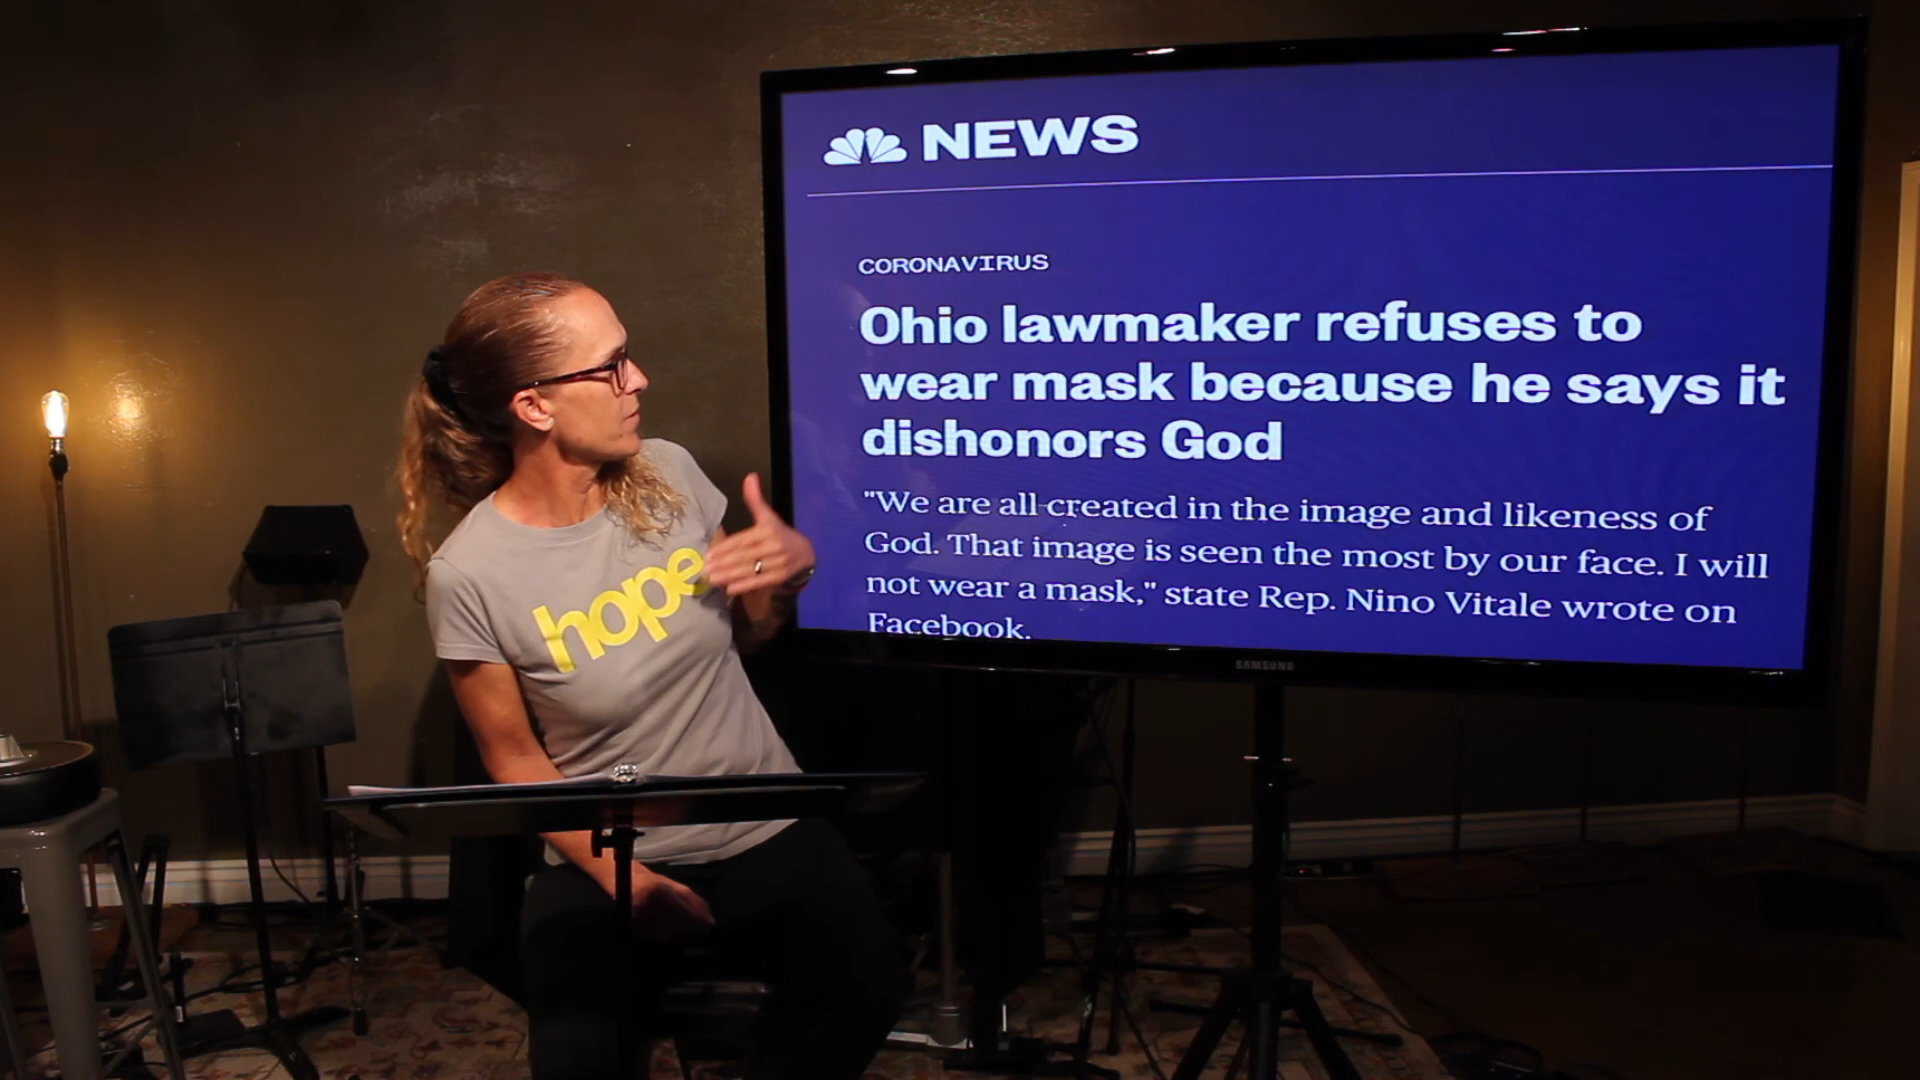 NEWS
CORONAVIRUS
Ohio lawmaker refuses to
wear mask because he says it
dishonors God
"We are all created in the image and likeness of
God. That image is seen the most by our face. I will
not wear a mask," state Rep. Nino Vitale wrote on
Facebook.
hope
SAMSUNG